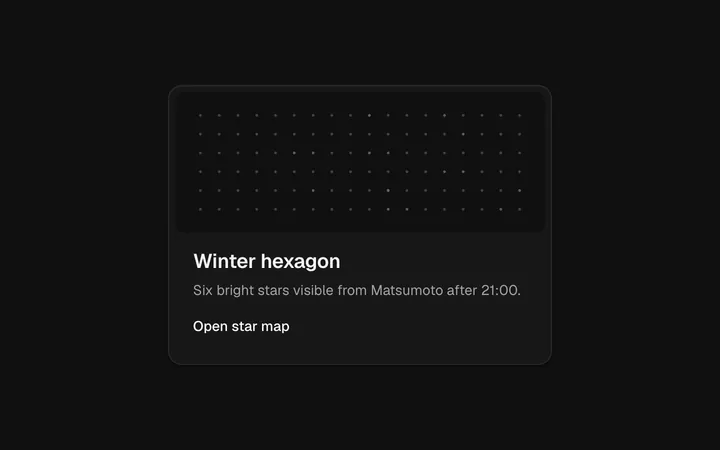 Winter hexagon
Six bright stars visible from Matsumoto after 21:00.
Open star map